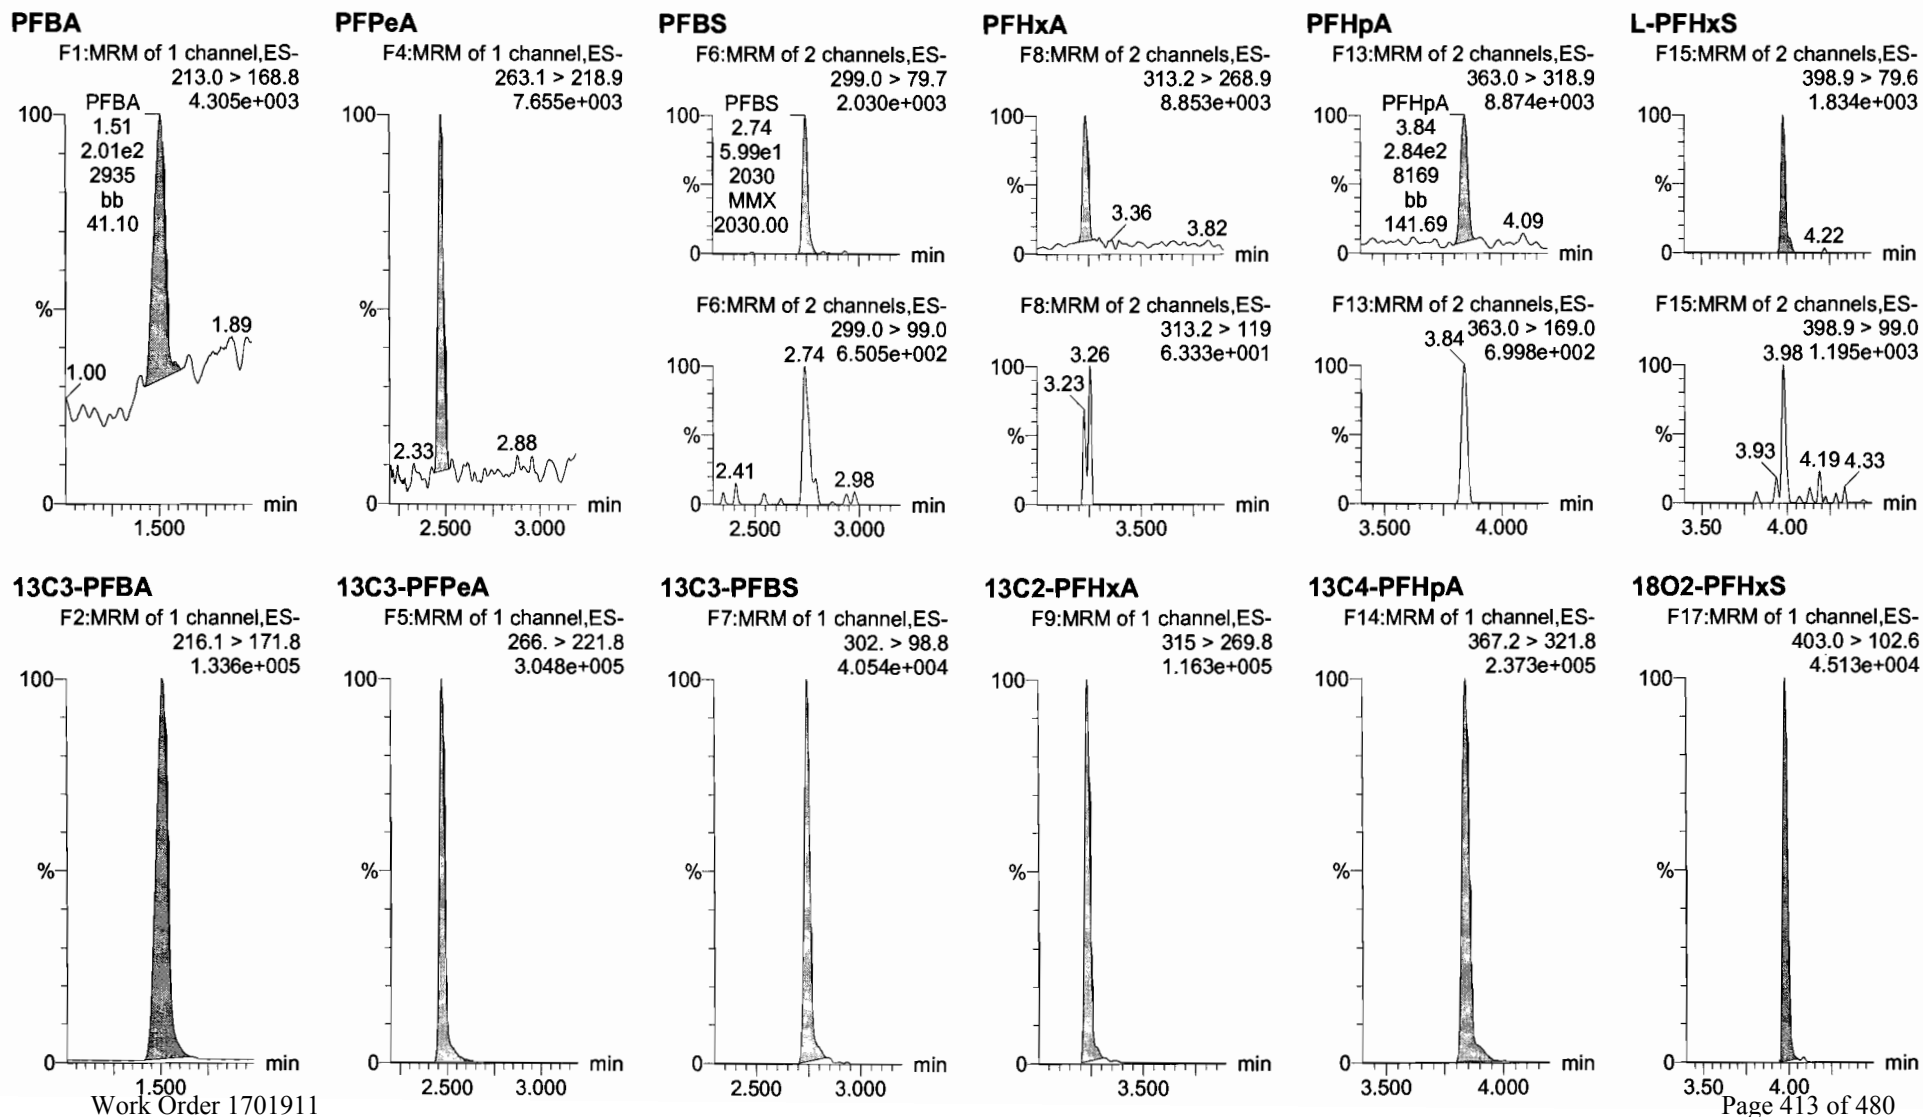 PFBA
F1:MRM of 1 channel,ES-
213.0 > 168.8
4.305e+003
PFBA
1.51
2.01e2
2935
bb
41.10
100
%
0
1.00
1.89
min
1.500
PFPeA
F4:MRM of 1 channel,ES-
263.1 > 218.9
7.655e+003
100
%
0
2.33
2.88
min
2.500 3.000
PFBS
F6:MRM of 2 channels,ES-
299.0 > 79.7
2.030e+003
PFBS
2.74
5.99e1
2030
MMX
2030.00
100
%
0
min
F6:MRM of 2 channels,ES-
299.0 > 99.0
2.74 6.505e+002
100
%
0
2.41
2.98
min
2.500 3.000
PFHxA
F8:MRM of 2 channels,ES-
313.2 > 268.9
8.853e+003
100
%
0
3.36
3.82
min
F8:MRM of 2 channels,ES-
313.2 > 119
3.26 6.333e+001
100
3.23
%
0
min
3.500
PFHpA
F13:MRM of 2 channels,ES-
363.0 > 318.9
8.874e+003
PFHpA
3.84
2.84e2
8169
bb
141.69
100
%
0
4.09
min
F13:MRM of 2 channels,ES-
363.0 > 169.0
3.84 6.998e+002
100
%
0
min
3.500 4.000
L-PFHxS
F15:MRM of 2 channels,ES-
398.9 > 79.6
1.834e+003
100
%
0
4.22
min
F15:MRM of 2 channels,ES-
398.9 > 99.0
3.98 1.195e+003
100
%
0
3.93
4.19 4.33
min
3.50 4.00
13C3-PFBA
F2:MRM of 1 channel,ES-
216.1 > 171.8
1.336e+005
100
%
0
min
1.500
13C3-PFPeA
F5:MRM of 1 channel,ES-
266. > 221.8
3.048e+005
100
%
0
min
2.500 3.000
13C3-PFBS
F7:MRM of 1 channel,ES-
302. > 98.8
4.054e+004
100
%
0
min
2.500 3.000
13C2-PFHxA
F9:MRM of 1 channel,ES-
315 > 269.8
1.163e+005
100
%
0
min
3.500
13C4-PFHpA
F14:MRM of 1 channel,ES-
367.2 > 321.8
2.373e+005
100
%
0
min
3.500 4.000
18O2-PFHxS
F17:MRM of 1 channel,ES-
403.0 > 102.6
4.513e+004
100
%
0
min
3.50 4.00
Work Order 1701911
Page 413 of 480